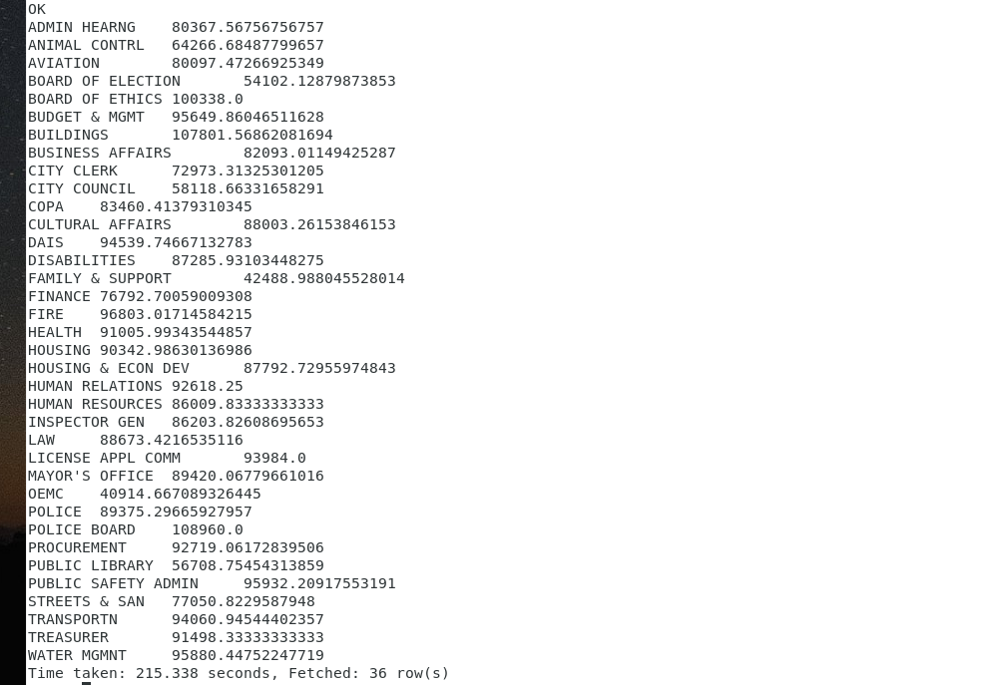 OK
ADMIN HEARNG 80367.56756756757
ANIMAL CONTRL 64266.68487799657
AVIATION 80097.47266925349
BOARD OF ELECTION 54102.12879873853
BOARD OF ETHICS 100338.0
BUDGET & MGMT 95649.86046511628
BUILDINGS 107801.56862081694
BUSINESS AFFAIRS 82093.01149425287
CITY CLERK 72973.31325301205
CITY COUNCIL 58118.66331658291
COPA 83460.41379310345
CULTURAL AFFAIRS 88003.26153846153
DAIS 94539.74667132783
DISABILITIES 87285.93103448275
FAMILY & SUPPORT 42488.988045528014
FINANCE 76792.70059009308
FIRE 96803.01714584215
HEALTH 91005.99343544857
HOUSING 90342.98630136986
HOUSING & ECON DEV 87792.72955974843
HUMAN RELATIONS 92618.25
HUMAN RESOURCES 86009.83333333333
INSPECTOR GEN 86203.82608695653
LAW 88673.4216535116
LICENSE APPL COMM 93984.0
MAYOR'S OFFICE 89420.06779661016
OEMC 40914.667089326445
POLICE 89375.29665927957
POLICE BOARD 108960.0
PROCUREMENT 92719.06172839506
PUBLIC LIBRARY 56708.75454313859
PUBLIC SAFETY ADMIN 95932.20917553191
STREETS & SAN 77050.8229587948
TRANSPORTN 94060.94544402357
TREASURER 91498.33333333333
WATER MGMNT 95880.44752247719
Time taken: 215.338 seconds, Fetched: 36 row(s)